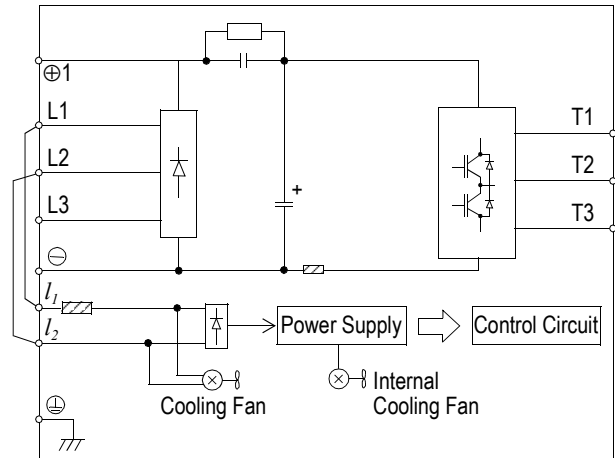 ⊕1
L1
L2
L3
⊖
l1
l2
+
T1
T2
T3
Power Supply
Control Circuit
Cooling Fan
Internal
Cooling Fan